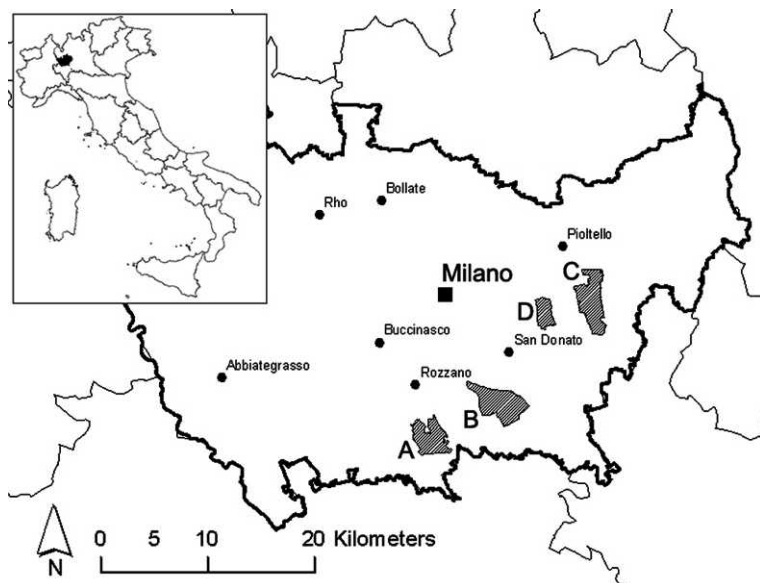 Bollate
Rho
Pioltello
C
Milano
D
Buccinasco
San Donato
Abbiategrasso
Rozzano
B
A
N
0 5 10 20 Kilometers